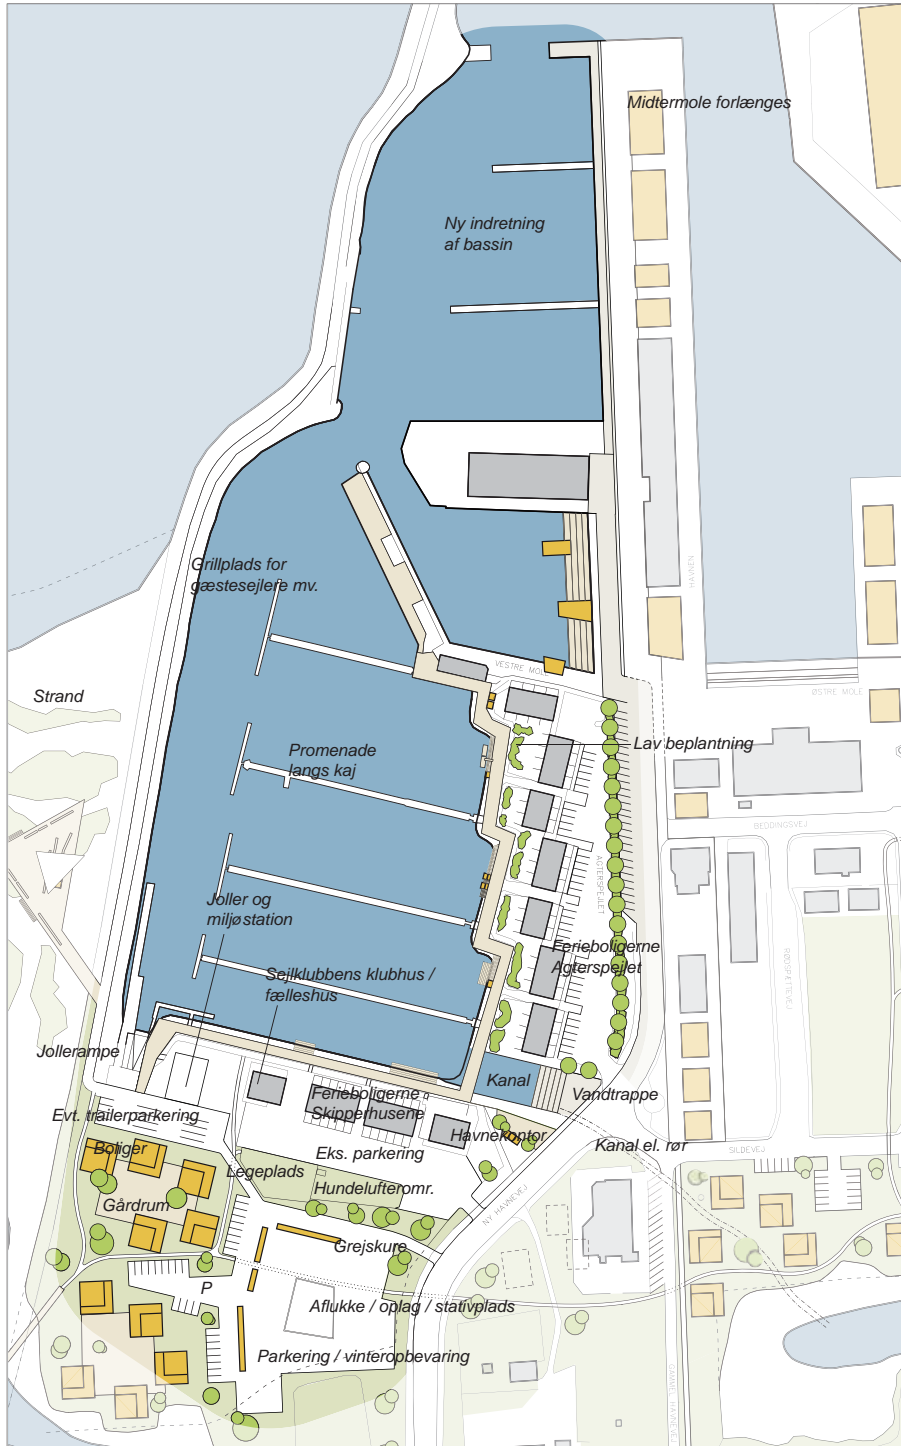 Midtermole forlænges
Ny indretning
af bassin
HAVNEN
Grillplads for
gæstesejlere mv.
VESTRE MOLE
ØSTRE MOLE
Strand
Promenade
langs kaj
Lav beplantning
BEDDINGSVEJ
AGTERSPEJLET
Joller og
miljøstation
Ferieboligerne
Agterspejlet
RØDSPÆTTEVEJ
Sejlklubbens klubhus /
fælleshus
Jollerampe
Kanal
Ferieboligerne
Skipperhusene
Vandtrappe
Evt. trailerparkering
Havnekontor
Kanal el. rør
Boliger
Eks. parkering
SILDEVEJ
Legeplads
Hundelufteromr.
Gårdrum
NY HAVNEVEJ
Grejskure
P
Aflukke / oplag / stativplads
Parkering / vinteropbevaring
GAMMEL HAVNEVEJ